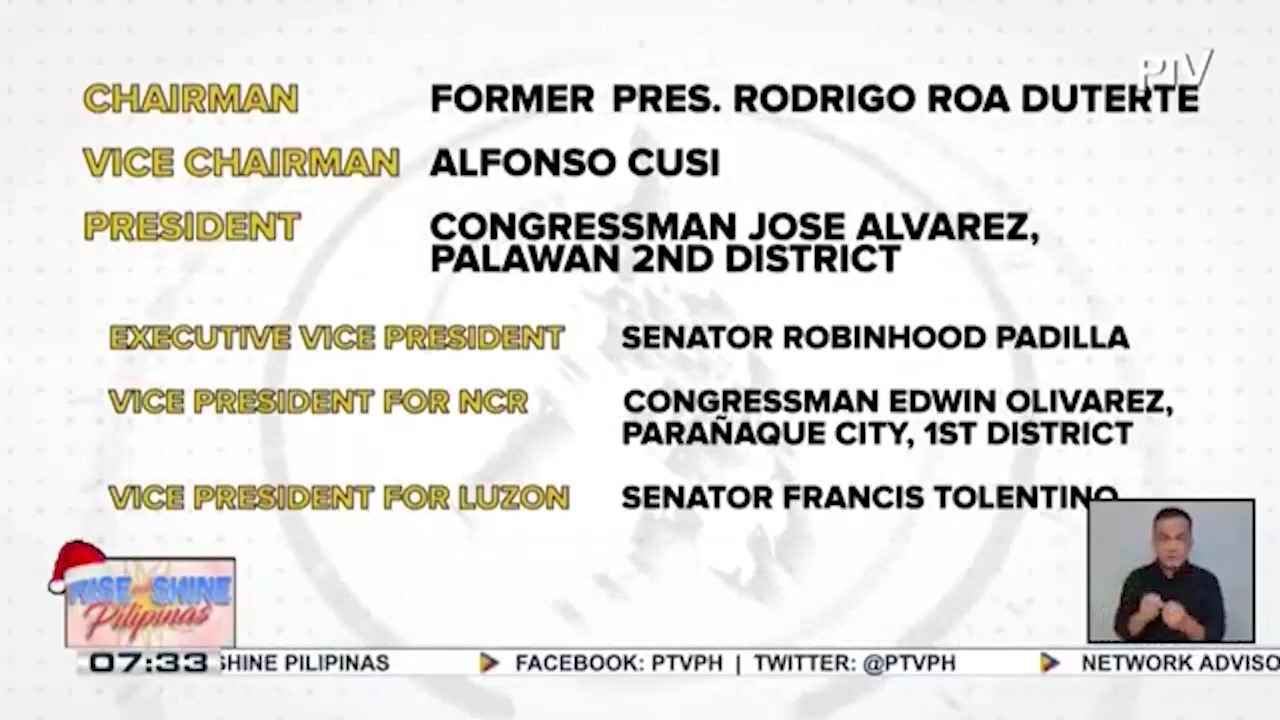 PTV
CHAIRMAN FORMER PRES. RODRIGO ROA DUTERTE
VICE CHAIRMAN ALFONSO CUSI
PRESIDENT CONGRESSMAN JOSE ALVAREZ,
PALAWAN 2ND DISTRICT
EXECUTIVE VICE PRESIDENT SENATOR ROBINHOOD PADILLA
VICE PRESIDENT FOR NCR CONGRESSMAN EDWIN OLIVAREZ,
PARAÑAQUE CITY, 1ST DISTRICT
VICE PRESIDENT FOR LUZON SENATOR FRANCIS TOLENTINO
RISE and SHINE
Pilipinas
07:33 SHINE PILIPINAS FACEBOOK: PTVPH | TWITTER: @PTVPH NETWORK ADVISO